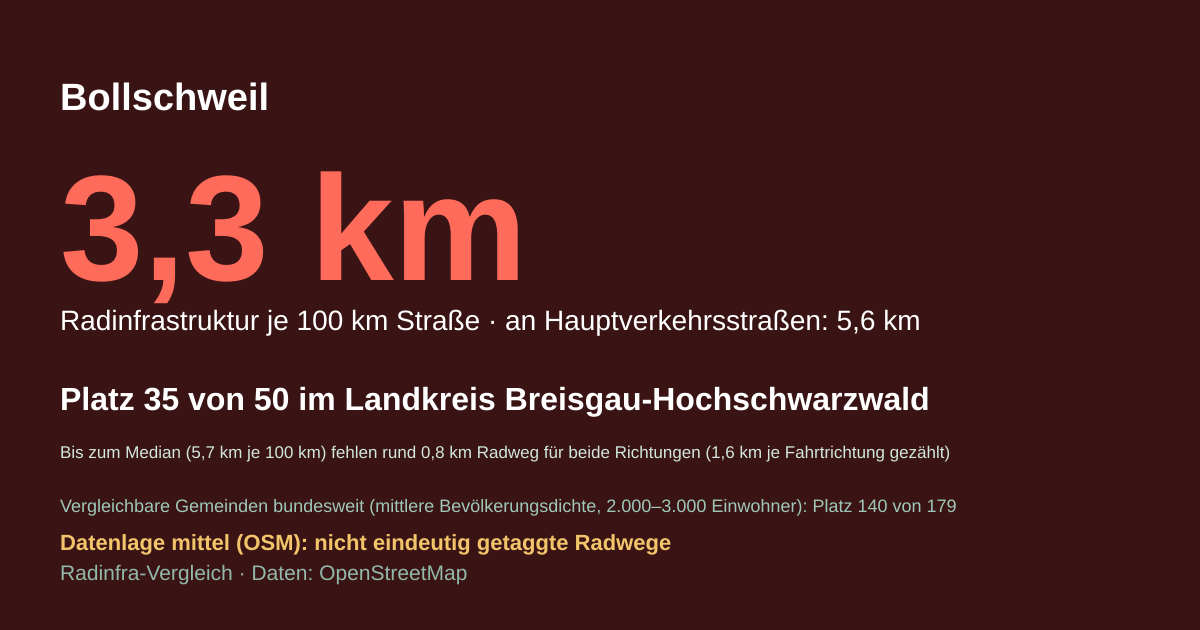 Bollschweil
3,3 km
Radinfrastruktur je 100 km Straße · an Hauptverkehrsstraßen: 5,6 km
Platz 35 von 50 im Landkreis Breisgau-Hochschwarzwald
Bis zum Median (5,7 km je 100 km) fehlen rund 0,8 km Radweg für beide Richtungen (1,6 km je Fahrtrichtung gezählt)
Vergleichbare Gemeinden bundesweit (mittlere Bevölkerungsdichte, 2.000–3.000 Einwohner): Platz 140 von 179
Datenlage mittel (OSM): nicht eindeutig getaggte Radwege
Radinfra-Vergleich · Daten: OpenStreetMap